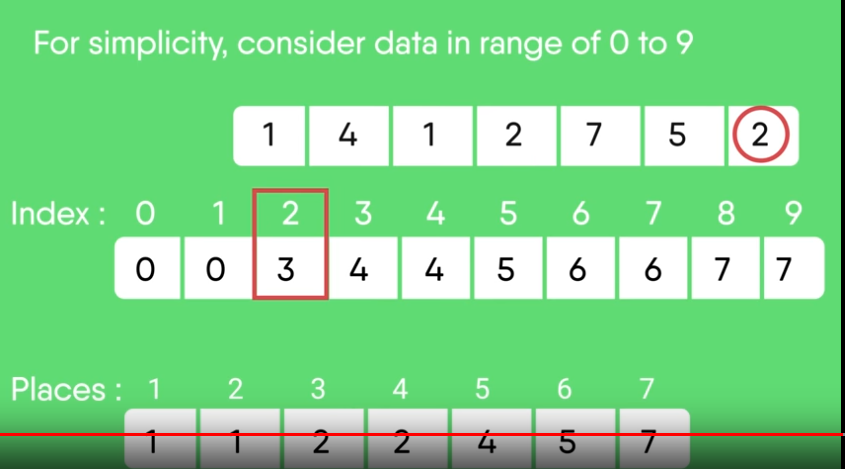 For simplicity, consider data in range of 0 to 9
1 4 1 2 7 5 2
Index : 0 1 2 3 4 5 6 7 8 9
0 0 3 4 4 5 6 6 7 7
Places : 1 2 3 4 5 6 7
1 1 2 2 4 5 7